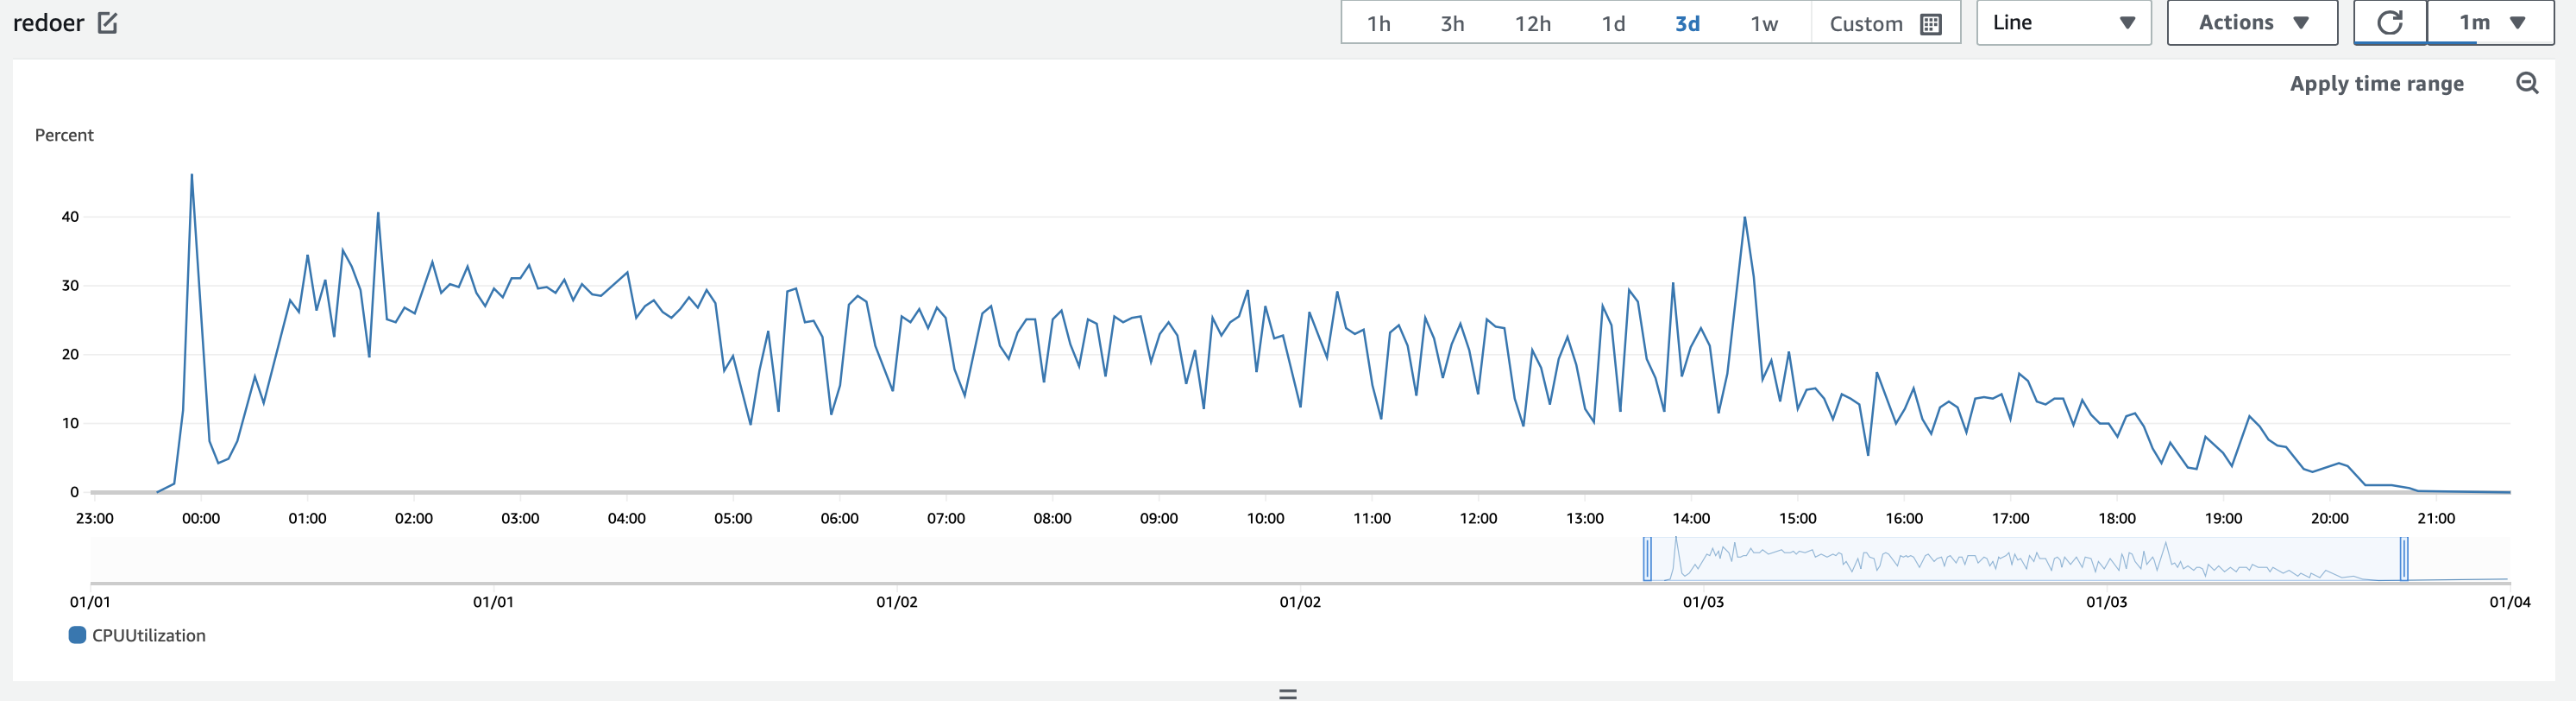 redoer
1h 3h 12h 1d 3d 1w Custom Line Actions 1m
Apply time range
Percent
40
30
20
10
0
23:00 00:00 01:00 02:00 03:00 04:00 05:00 06:00 07:00 08:00 09:00 10:00 11:00 12:00 13:00 14:00 15:00 16:00 17:00 18:00 19:00 20:00 21:00
01/01 01/01 01/02 01/02 01/03 01/03 01/04
CPUUtilization